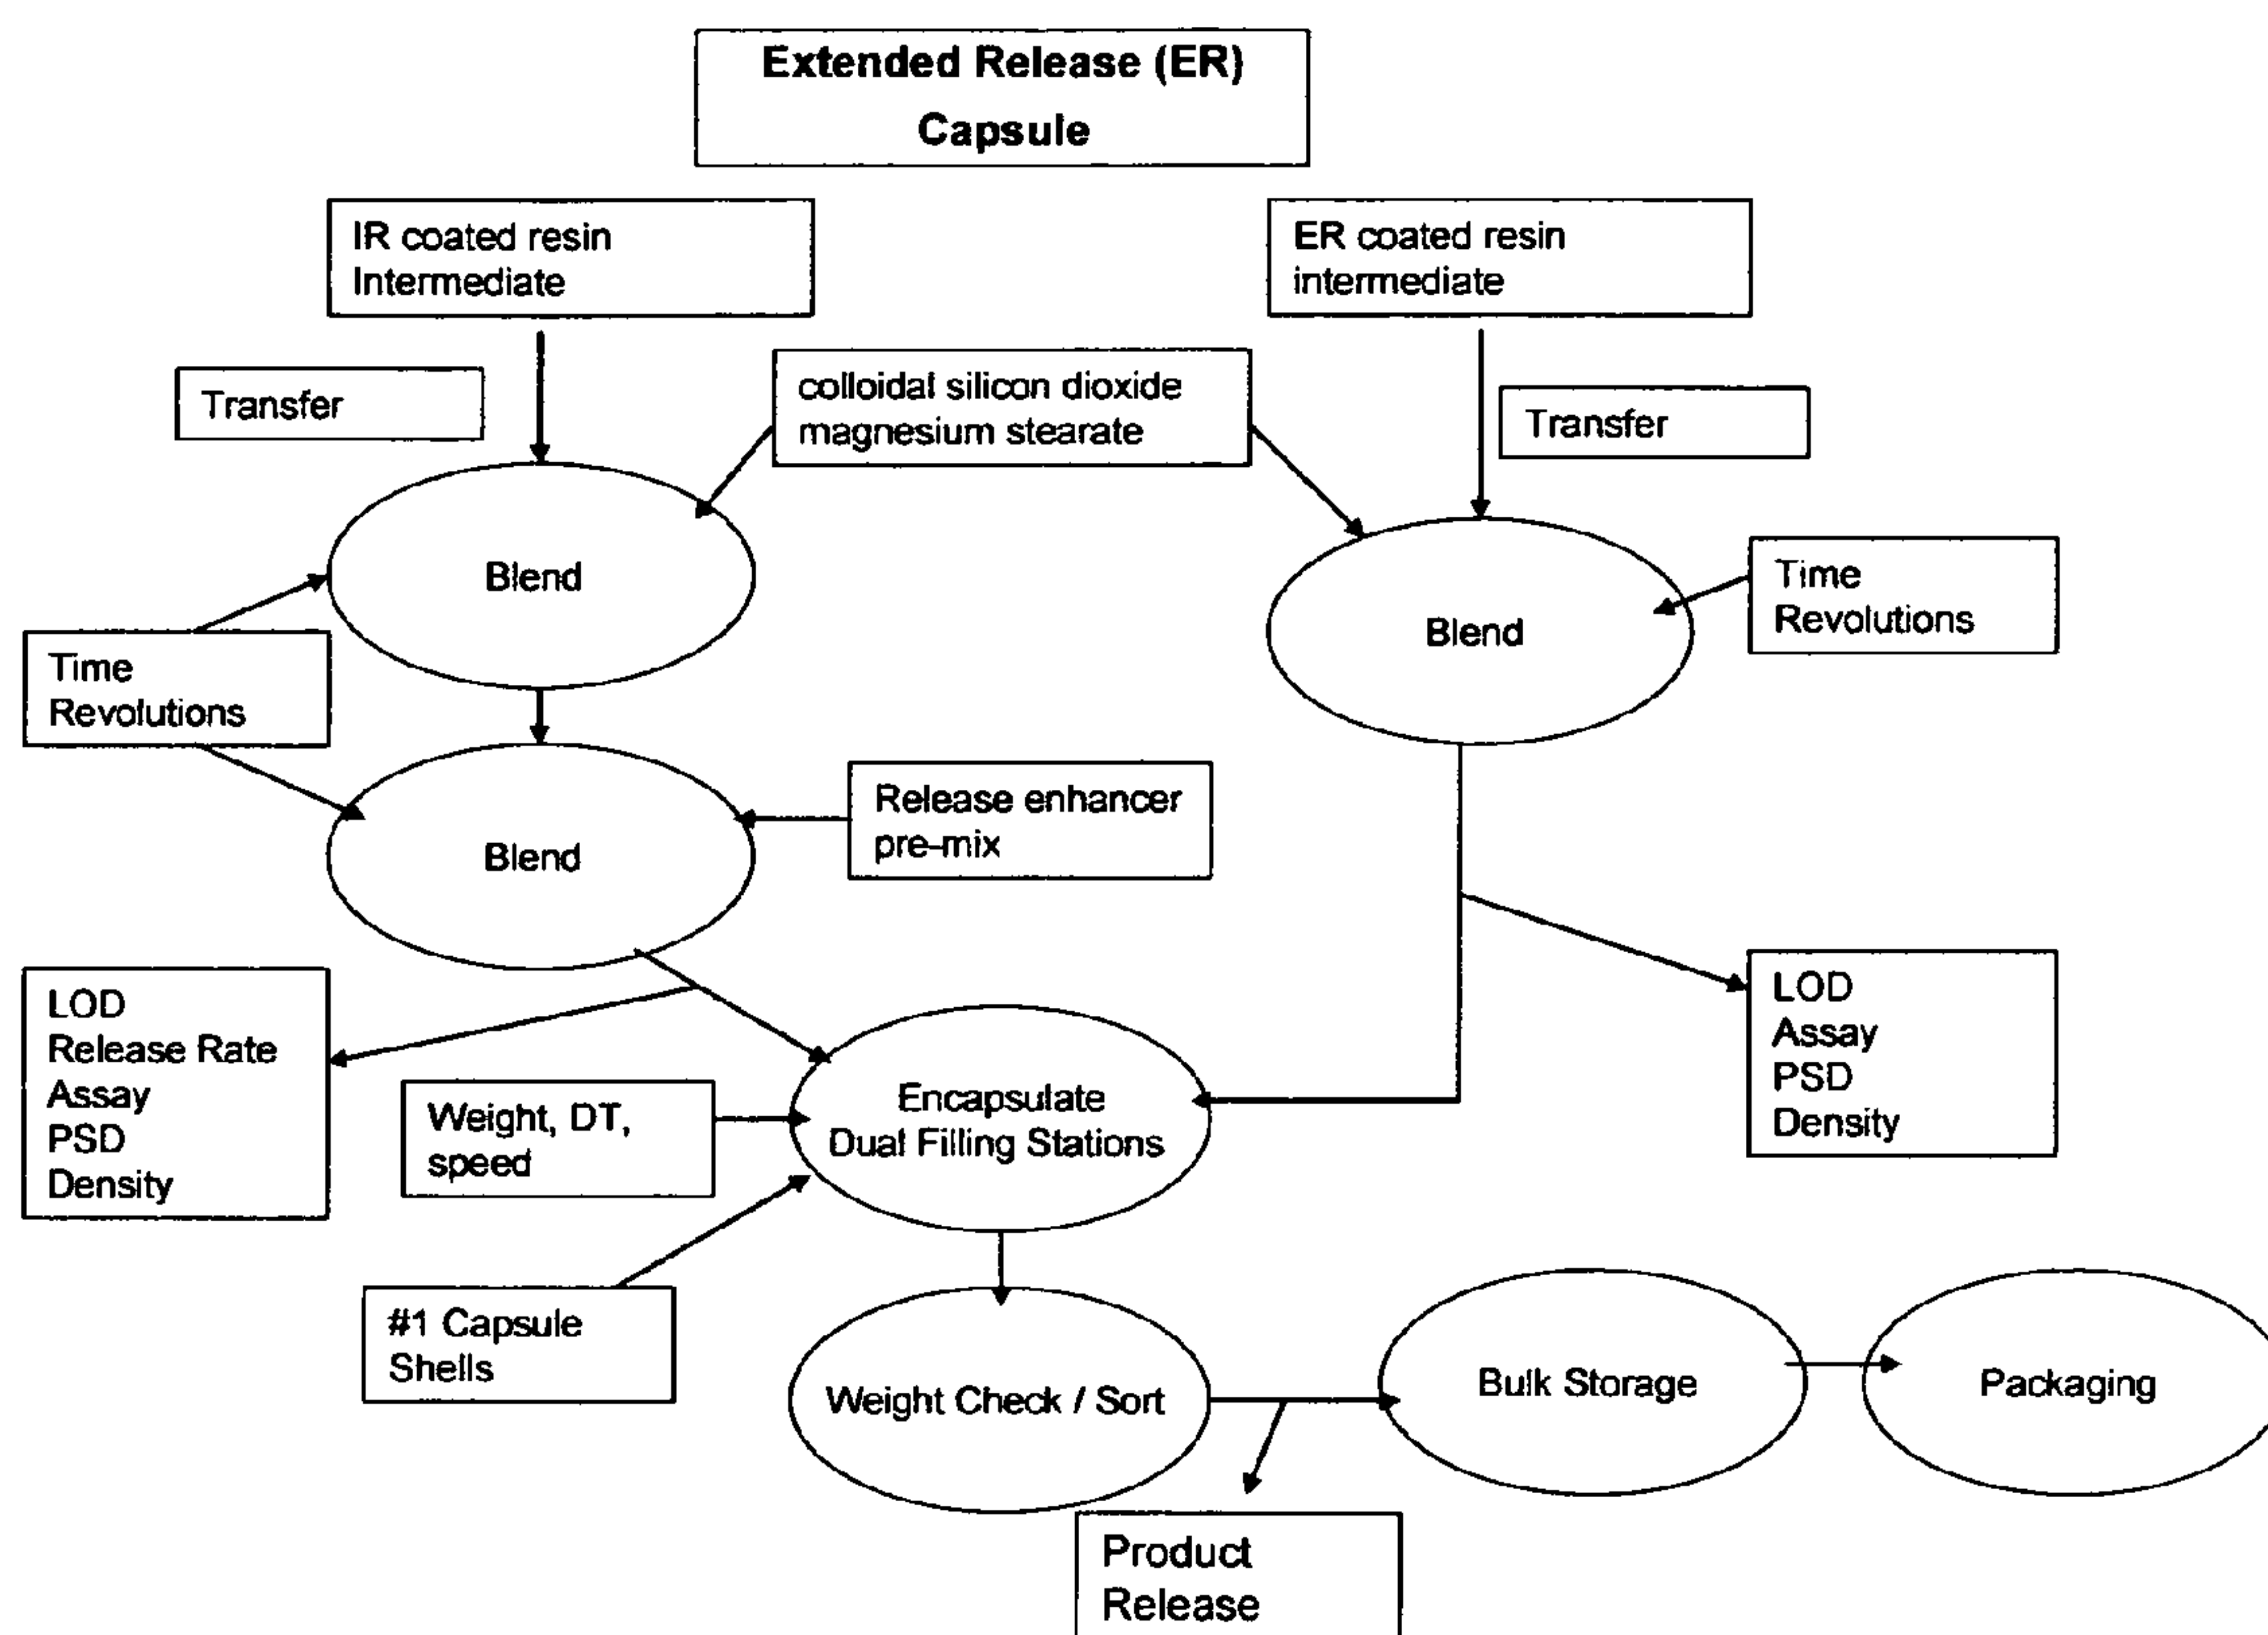 Extended Release (ER)
Capsule
IR coated resin
Intermediate
ER coated resin
intermediate
Transfer
colloidal silicon dioxide
magnesium stearate
Transfer
Blend
Time
Revolutions
Blend
Time
Revolutions
Release enhancer
pre-mix
Blend
LOD
Release Rate
Assay
PSD
Density
LOD
Assay
PSD
Density
Weight, DT,
speed
Encapsulate
Dual Filling Stations
#1 Capsule
Shells
Weight Check / Sort
Bulk Storage
Packaging
Product
Release